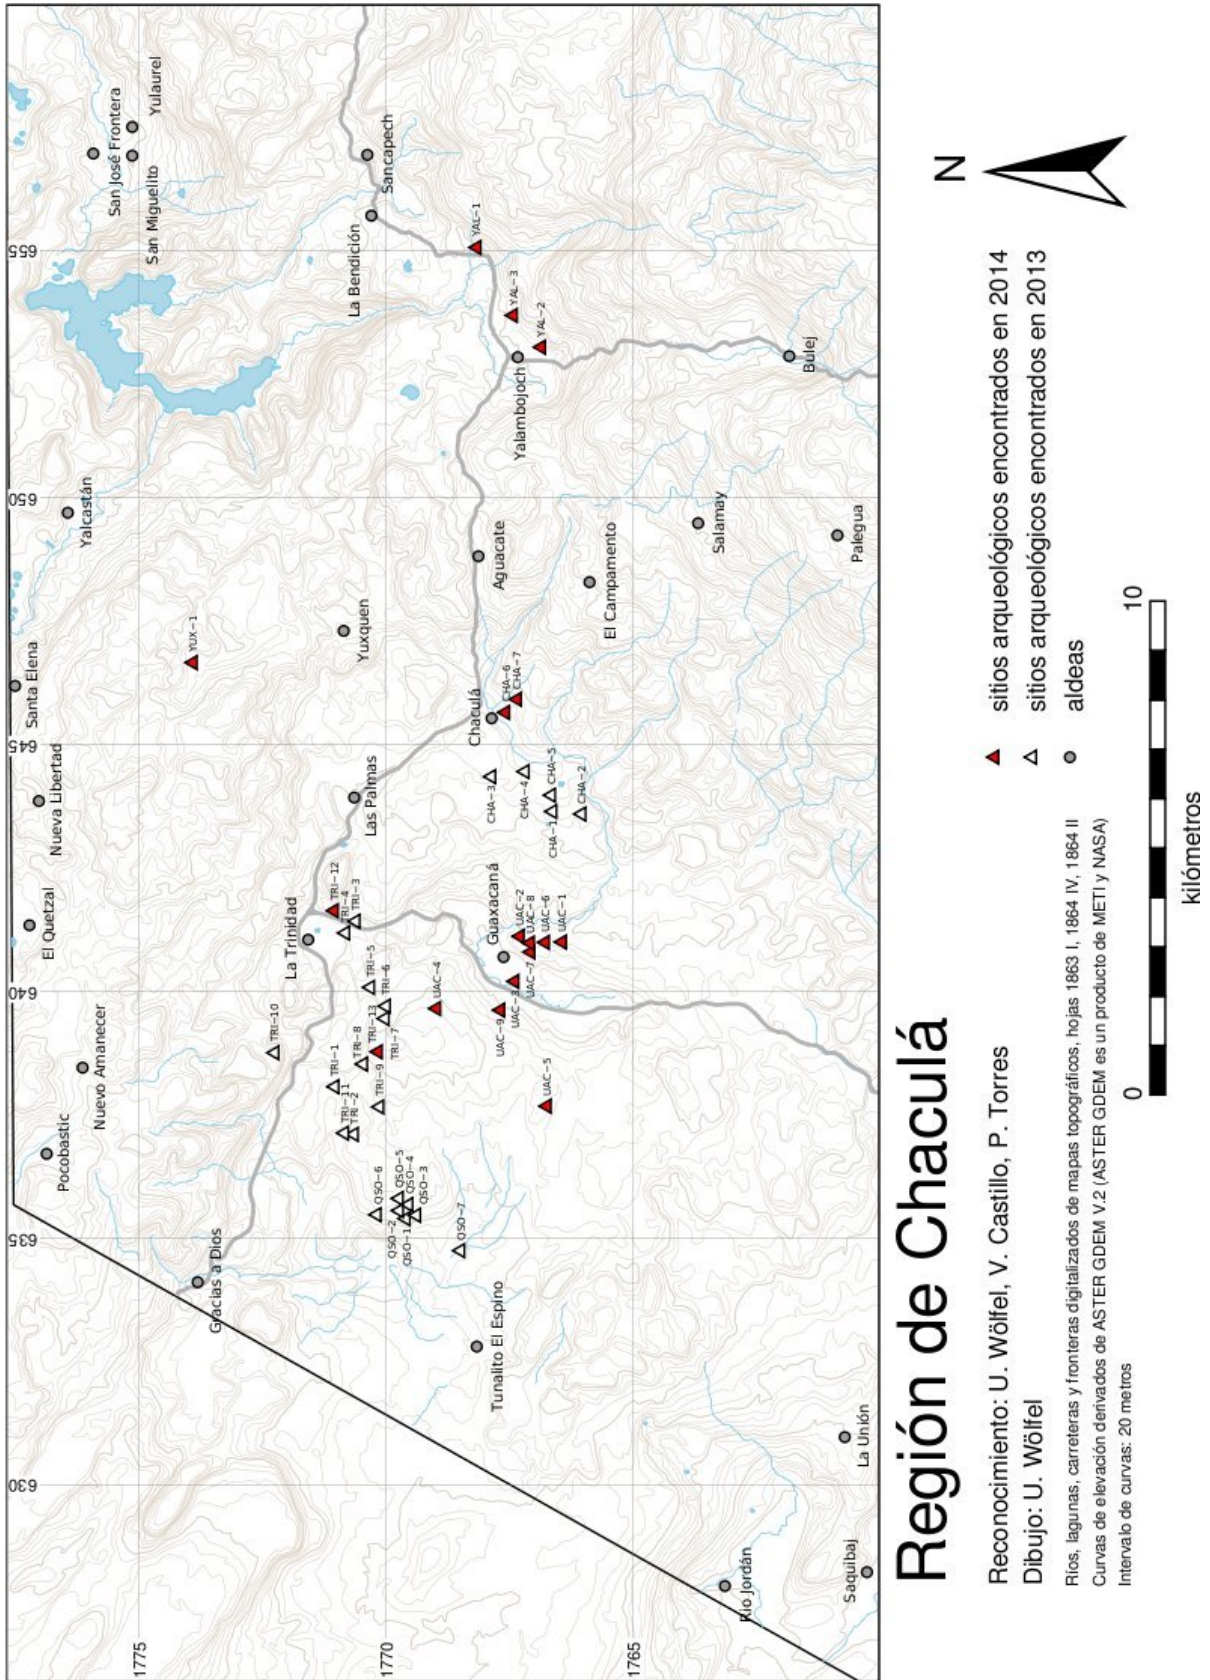 630
635
640
645
650
655
1775
1770
1765
Pocobastic
Nuevo Amanecer
El Quetzal
Nueva Libertad
Santa Elena
Yalcastán
San José Frontera
San Miguelito
Yulaurel
Gracias a Dios
TRI-10
La Trinidad
YUX-1
TRI-1
TRI-11
TRI-2
TRI-8
TRI-9
TRI-13
TRI-7
TRI-5
TRI-6
TRI-12
TRI-4
TRI-3
Las Palmas
Yuxquen
La Bendición
Sancapech
QSO-6
QSO-5
QSO-4
QSO-3
QSO-2
QSO-1
QSO-7
UAC-4
Tunalito El Espino
UAC-9
UAC-3
UAC-7
Guaxacaná
UAC-2
UAC-8
UAC-6
UAC-1
UAC-5
Chaculá
CHA-6
CHA-7
CHA-3
CHA-4
CHA-5
CHA-1
CHA-2
Aguacate
El Campamento
Yalambojoch
YAL-1
YAL-3
YAL-2
Río Jordán
Salamay
Bulej
Saquibaj
La Unión
Palegua
Región de Chaculá
Reconocimiento: U. Wölfel, V. Castillo, P. Torres
Dibujo: U. Wölfel
Ríos, lagunas, carreteras y fronteras digitalizados de mapas topográficos, hojas 1863 I, 1864 IV, 1864 II
Curvas de elevación derivados de ASTER GDEM V.2 (ASTER GDEM es un producto de METI y NASA)
Intervalo de curvas: 20 metros
sitios arqueológicos encontrados en 2014
sitios arqueológicos encontrados en 2013
aldeas
N
0
10
kilómetros